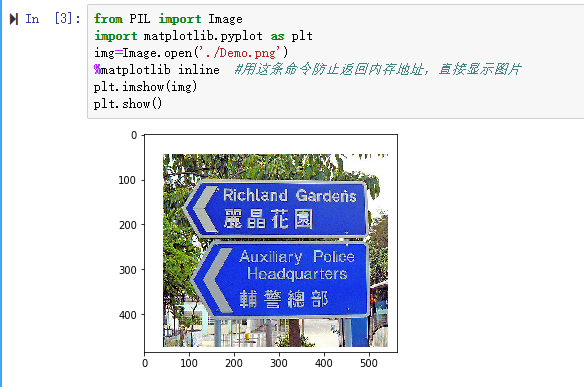 In [3]:
from PIL import Image
import matplotlib.pyplot as plt
img=Image.open('./Demo.png')
%matplotlib inline  #用这条命令防止返回内存地址，直接显示图片
plt.imshow(img)
plt.show()
0
100
200
300
400
Richland Gardens
麗晶花園
Auxiliary Police
Headquarters
輔警總部
0 100 200 300 400 500